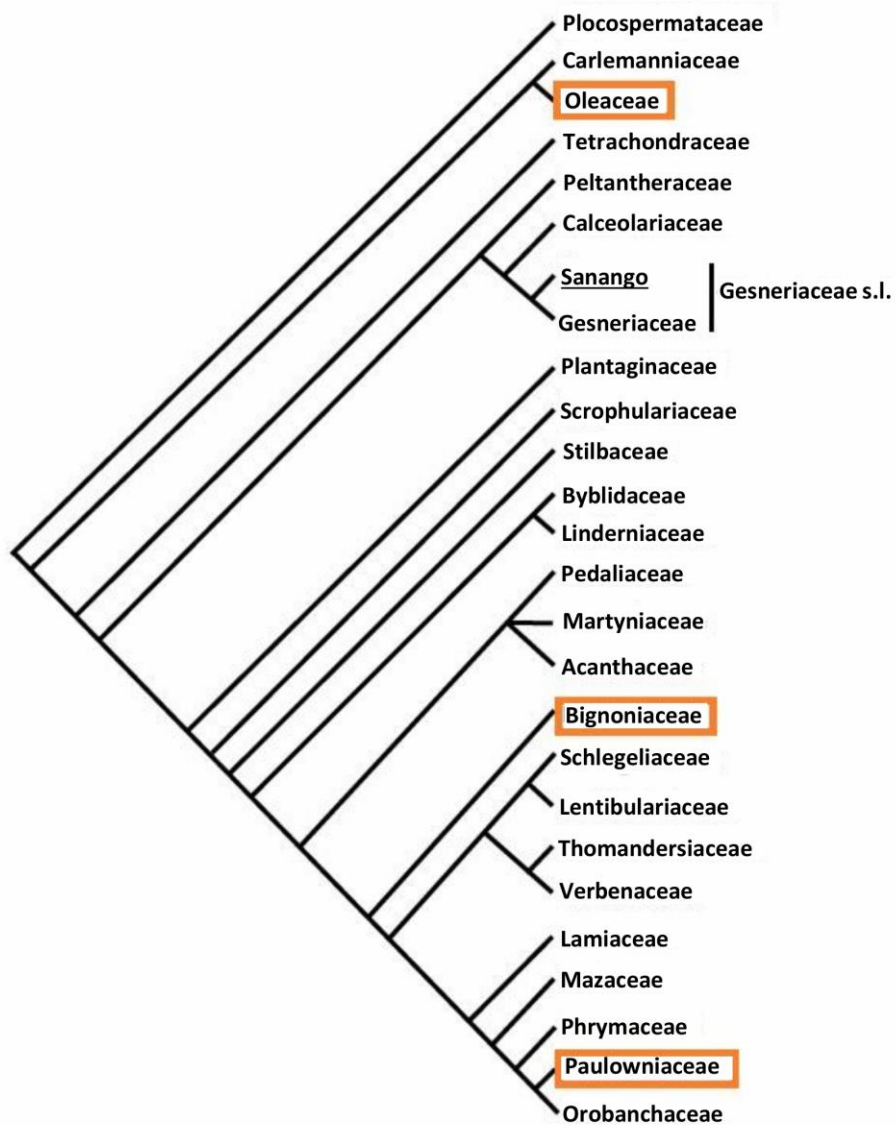 Plocospermataceae
Carlemanniaceae
Oleaceae
Tetrachondraceae
Peltantheraceae
Calceolariaceae
Sanango
Gesneriaceae s.l.
Gesneriaceae
Plantaginaceae
Scrophulariaceae
Stilbaceae
Byblidaceae
Linderniaceae
Pedaliaceae
Martyniaceae
Acanthaceae
Bignoniaceae
Schlegeliaceae
Lentibulariaceae
Thomandersiaceae
Verbenaceae
Lamiaceae
Mazaceae
Phrymaceae
Paulowniaceae
Orobanchaceae